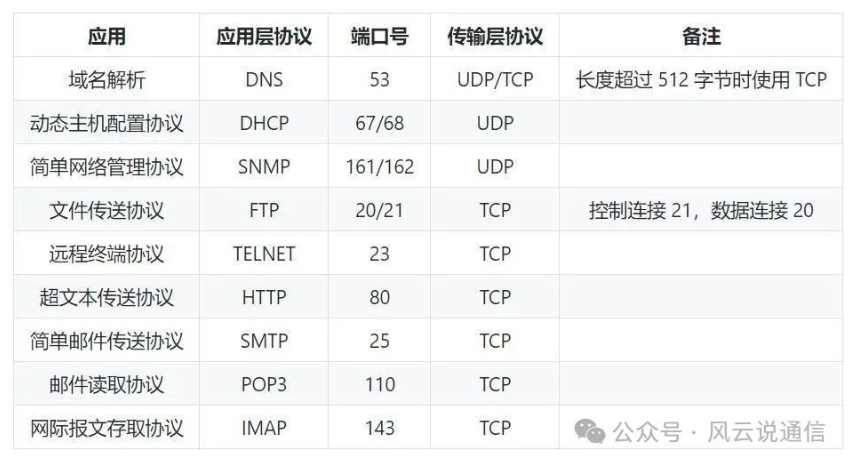 应用 应用层协议 端口号 传输层协议 备注
域名解析 DNS 53 UDP/TCP 长度超过 512 字节时使用 TCP
动态主机配置协议 DHCP 67/68 UDP
简单网络管理协议 SNMP 161/162 UDP
文件传送协议 FTP 20/21 TCP 控制连接 21，数据连接 20
远程终端协议 TELNET 23 TCP
超文本传送协议 HTTP 80 TCP
简单邮件传送协议 SMTP 25 TCP
邮件读取协议 POP3 110 TCP
网际报文存取协议 IMAP 143 TCP
公众号 · 风云说通信